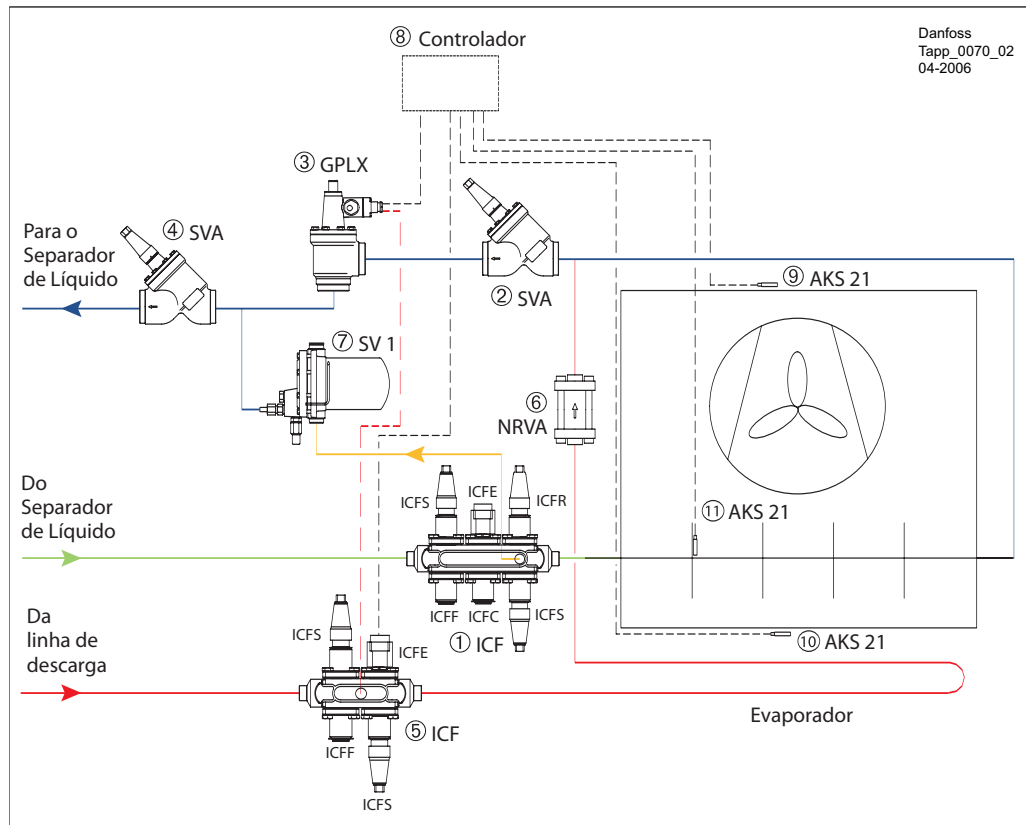 Danfoss
Tapp_0070_02
04-2006
⑧ Controlador
③ GPLX
④ SVA
Para o
Separador
de Líquido
② SVA
⑨ AKS 21
⑦ SV 1
⑥
NRVA
Do
Separador
de Líquido
ICFS
ICFE
ICFR
⑪ AKS 21
ICFF
ICFC
ICFS
① ICF
⑩ AKS 21
Da
linha de
descarga
ICFS
ICFE
Evaporador
ICFF
⑤ ICF
ICFS